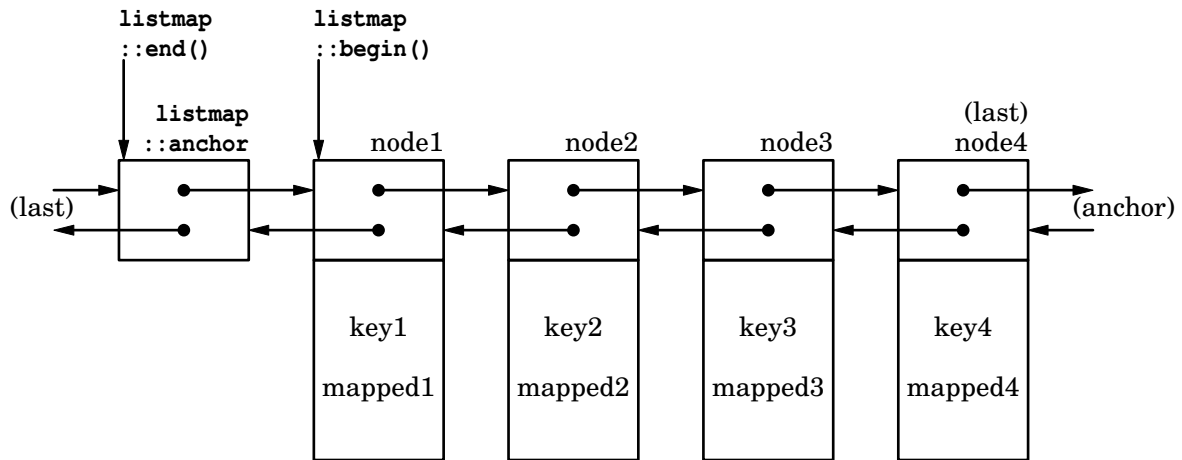 listmap
::end()
listmap
::begin()
listmap
::anchor
node1
node2
node3
(last)
node4
(last)
(anchor)
key1
key2
key3
key4
mapped1
mapped2
mapped3
mapped4